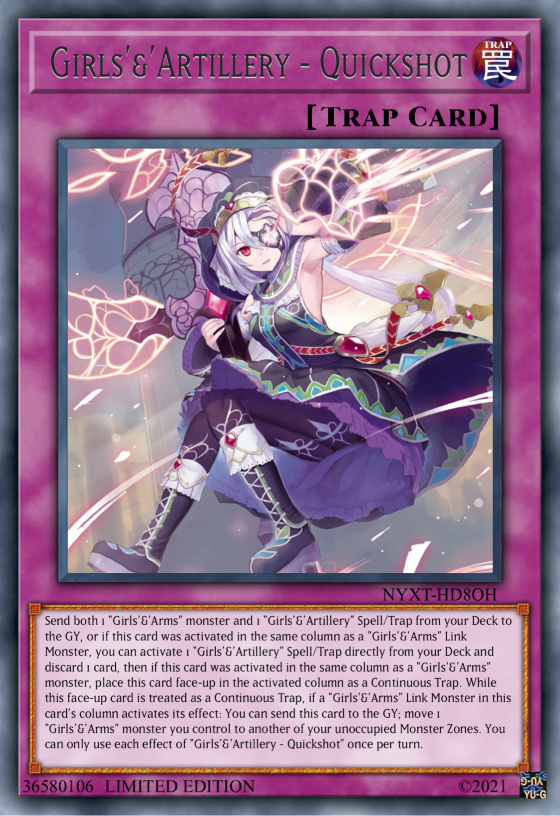 Girls'&'Artillery - Quickshot
TRAP
罠
[Trap Card]
NYXT-HD8OH
Send both 1 "Girls'&'Arms" monster and 1 "Girls'&'Artillery" Spell/Trap from your Deck to
the GY, or if this card was activated in the same column as a "Girls'&'Arms" Link
Monster, you can activate 1 "Girls'&'Artillery" Spell/Trap directly from your Deck and
discard 1 card, then if this card was activated in the same column as a "Girls'&'Arms"
monster, place this card face-up in the activated column as a Continuous Trap. While
this face-up card is treated as a Continuous Trap, if a "Girls'&'Arms" Link Monster in this
card's column activates its effect: You can send this card to the GY; move 1
"Girls'&'Arms" monster you control to another of your unoccupied Monster Zones. You
can only use each effect of "Girls'&'Artillery - Quickshot" once per turn.
36580106 LIMITED EDITION
©2021
YU-G
YU-G